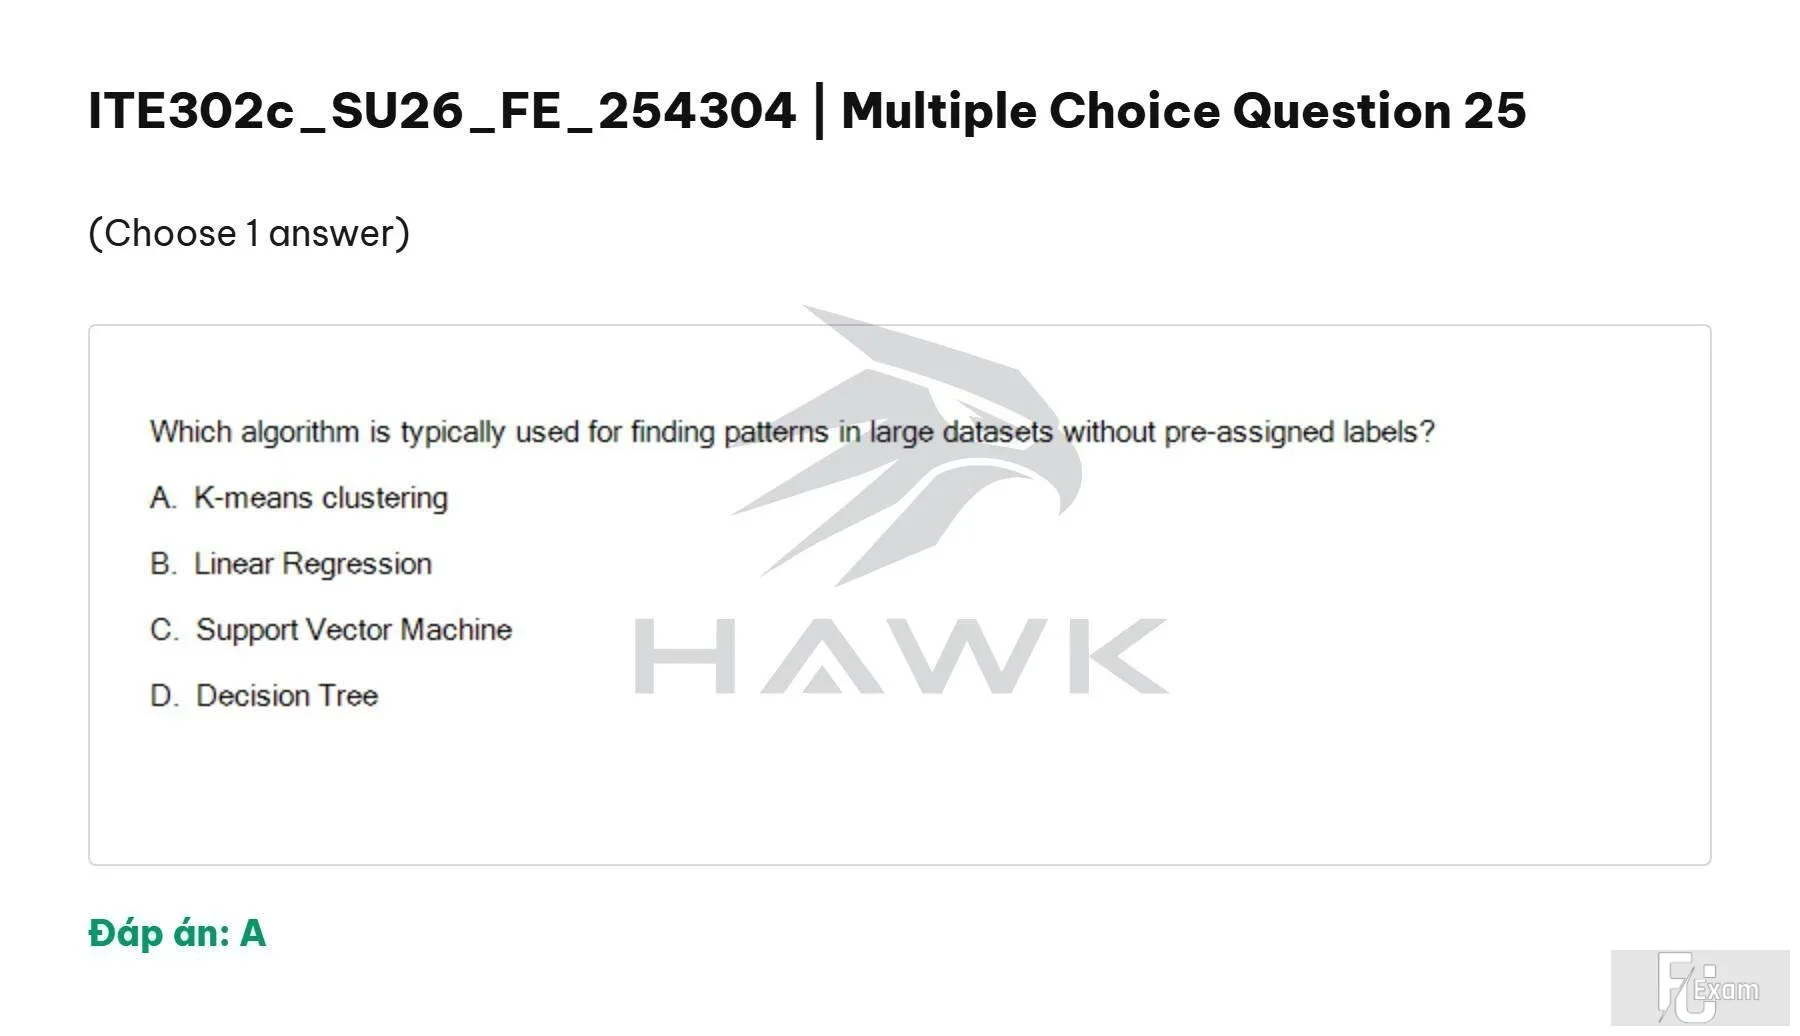 ITE302c_SU26_FE_254304 | Multiple Choice Question 25
(Choose 1 answer)
Which algorithm is typically used for finding patterns in large datasets without pre-assigned labels?
A. K-means clustering
B. Linear Regression
C. Support Vector Machine
D. Decision Tree
HAWK
Đáp án: A
FU Exam